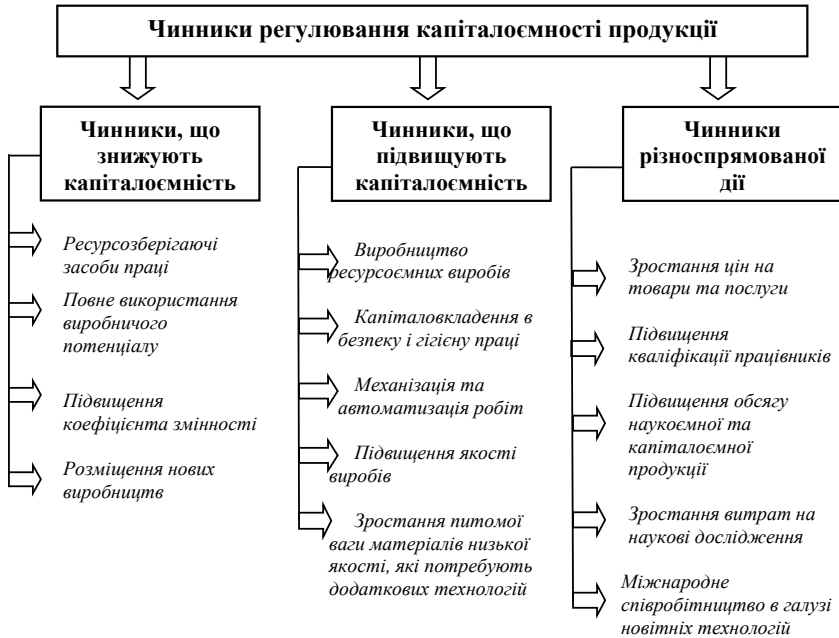 Чинники регулювання капіталоємності продукції
Чинники, що
знижують
капіталоємність
Ресурсозберігаючі
засоби праці
Повне використання
виробничого
потенціалу
Підвищення
коефіцієнта змінності
Розміщення нових
виробництв
Чинники, що
підвищують
капіталоємність
Виробництво
ресурсоємних виробів
Капіталовкладення в
безпеку і гігієну праці
Механізація та
автоматизація робіт
Підвищення якості
виробів
Зростання питомої
ваги матеріалів низької
якості, які потребують
додаткових технологій
Чинники
різноспрямованої
дії
Зростання цін на
товари та послуги
Підвищення
кваліфікації працівників
Підвищення обсягу
наукоємної та
капіталоємної
продукції
Зростання витрат на
наукові дослідження
Міжнародне
співробітництво в галузі
новітніх технологій